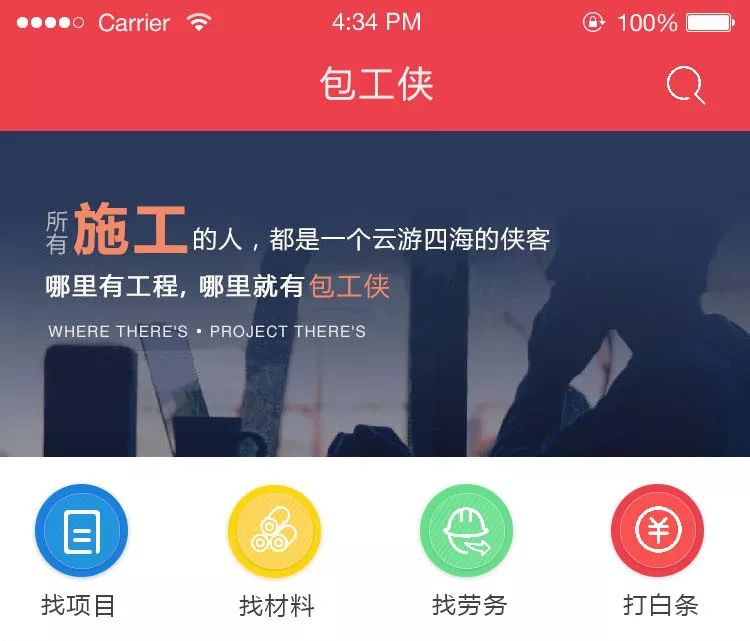 Carrier 4:34 PM 100%
包工侠
所有施工的人，都是一个云游四海的侠客
哪里有工程, 哪里就有包工侠
WHERE THERE'S • PROJECT THERE'S
找项目 找材料 找劳务 打白条